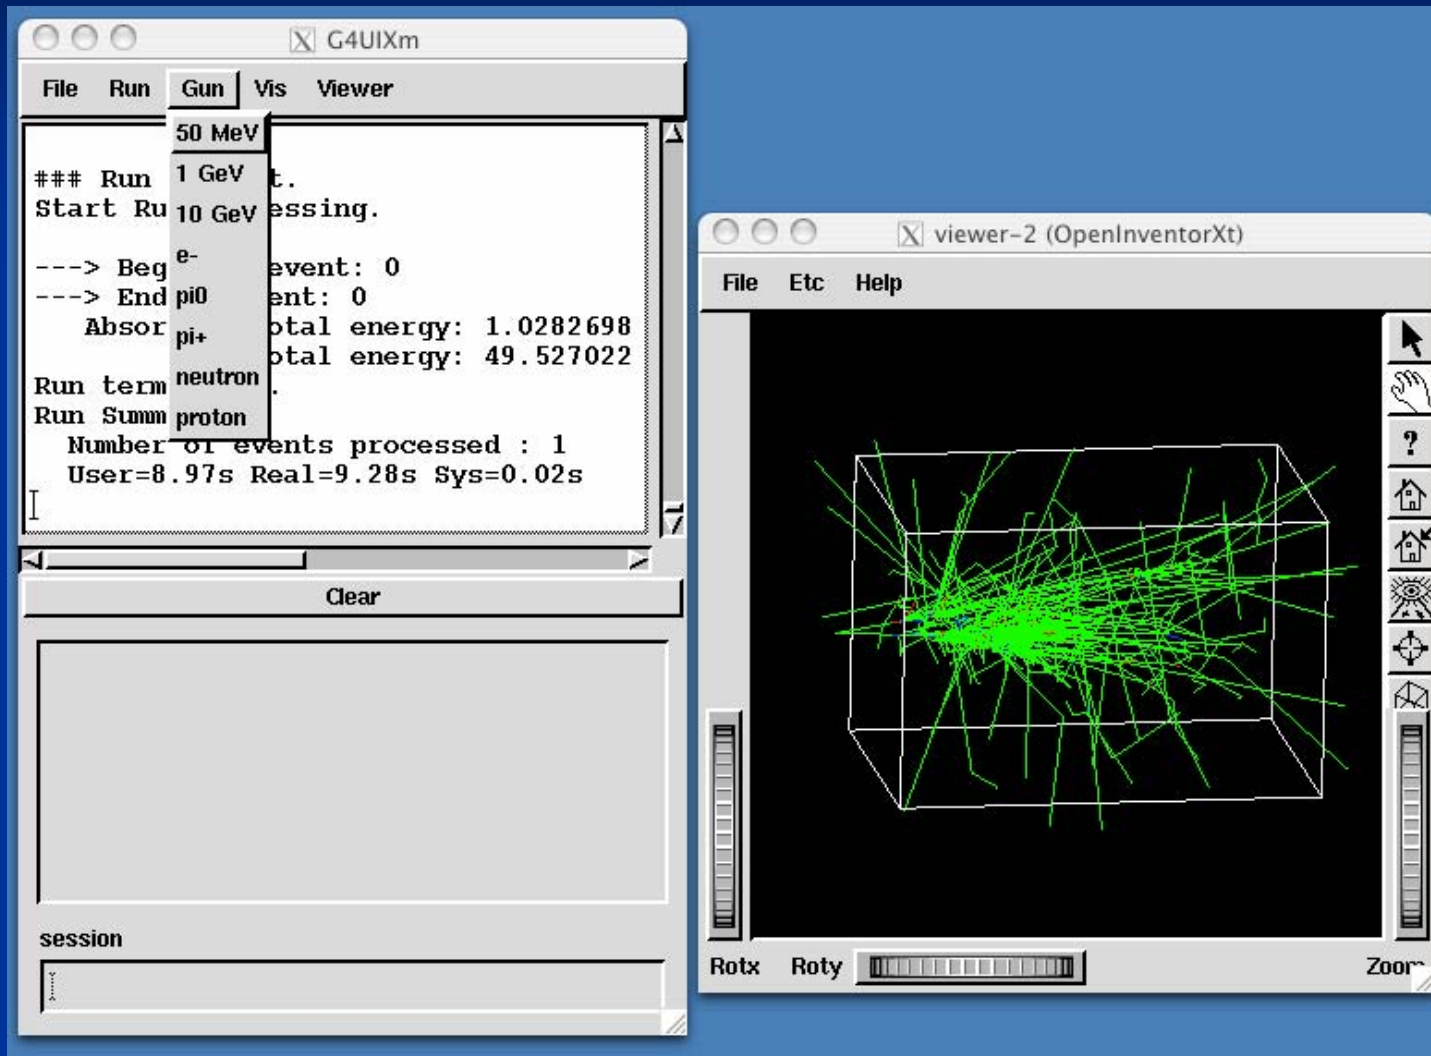 G4UIXm
File Run Gun Vis Viewer
50 MeV
1 GeV
10 GeV
e-
pi0
pi+
neutron
proton
### Run t.
Start Ru essing.
---> Beg event: 0
---> End ent: 0
Absor otal energy: 1.0282698
otal energy: 49.527022
Run term .
Run Summ
Number of events processed : 1
User=8.97s Real=9.28s Sys=0.02s
Clear
session
viewer-2 (OpenInventorXt)
File Etc Help
?
Rotx Roty Zoom